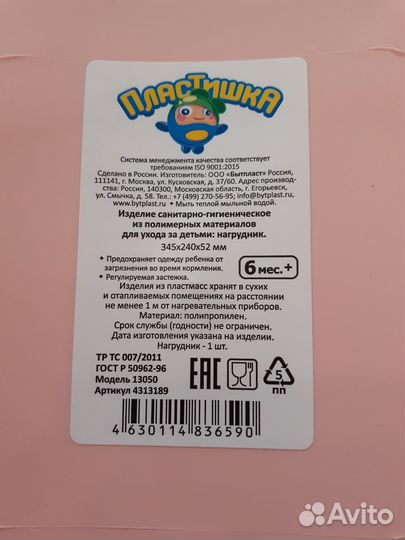 ПЛАСТИШКА
Система менеджмента качества соответствует
требованиям ISO 9001:2015
Сделано в России. Изготовитель: ООО «Бытпласт» Россия,
111141, г. Москва, ул. Кусковская, д. 37/60. Адрес производс-
тва: Россия, 140300, Московская область, г. Егорьевск,
ул. Смычка, д. 58. Тел.: +7 (499) 270-56-95; info@bytplast.ru,
www.bytplast.ru • Мыть теплой мыльной водой.
Изделие санитарно-гигиеническое
из полимерных материалов
для ухода за детьми: нагрудник.
345х240х52 мм
• Предохраняет одежду ребенка от
загрязнения во время кормления.
• Регулируемая застежка.
6 мес.+
Изделия из пластмасс хранят в сухих
и отапливаемых помещениях на расстоянии
не менее 1 м от нагревательных приборов.
Материал: полипропилен.
Срок службы (годности) не ограничен.
Дата изготовления указана на изделии.
Нагрудник - 1 шт.
ТР ТС 007/2011
ГОСТ Р 50962-96
Модель 13050
Артикул 4313189
EAC
5
ПП
4 630114 836590
Avito